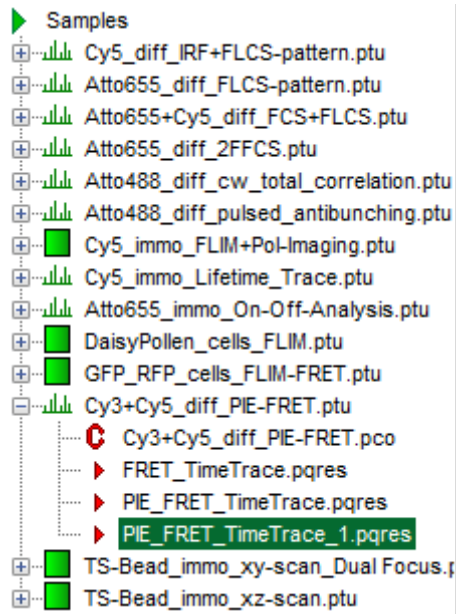 Samples
Cy5_diff_IRF+FLCS-pattern.ptu
Atto655_diff_FLCS-pattern.ptu
Atto655+Cy5_diff_FCS+FLCS.ptu
Atto655_diff_2FFCS.ptu
Atto488_diff_cw_total_correlation.ptu
Atto488_diff_pulsed_antibunching.ptu
Cy5_immo_FLIM+Pol-Imaging.ptu
Cy5_immo_Lifetime_Trace.ptu
Atto655_immo_On-Off-Analysis.ptu
DaisyPollen_cells_FLIM.ptu
GFP_RFP_cells_FLIM-FRET.ptu
Cy3+Cy5_diff_PIE-FRET.ptu
C Cy3+Cy5_diff_PIE-FRET.pco
FRET_TimeTrace.pqres
PIE_FRET_TimeTrace.pqres
PIE_FRET_TimeTrace_1.pqres
TS-Bead_immo_xy-scan_Dual Focus.p
TS-Bead_immo_xz-scan.ptu